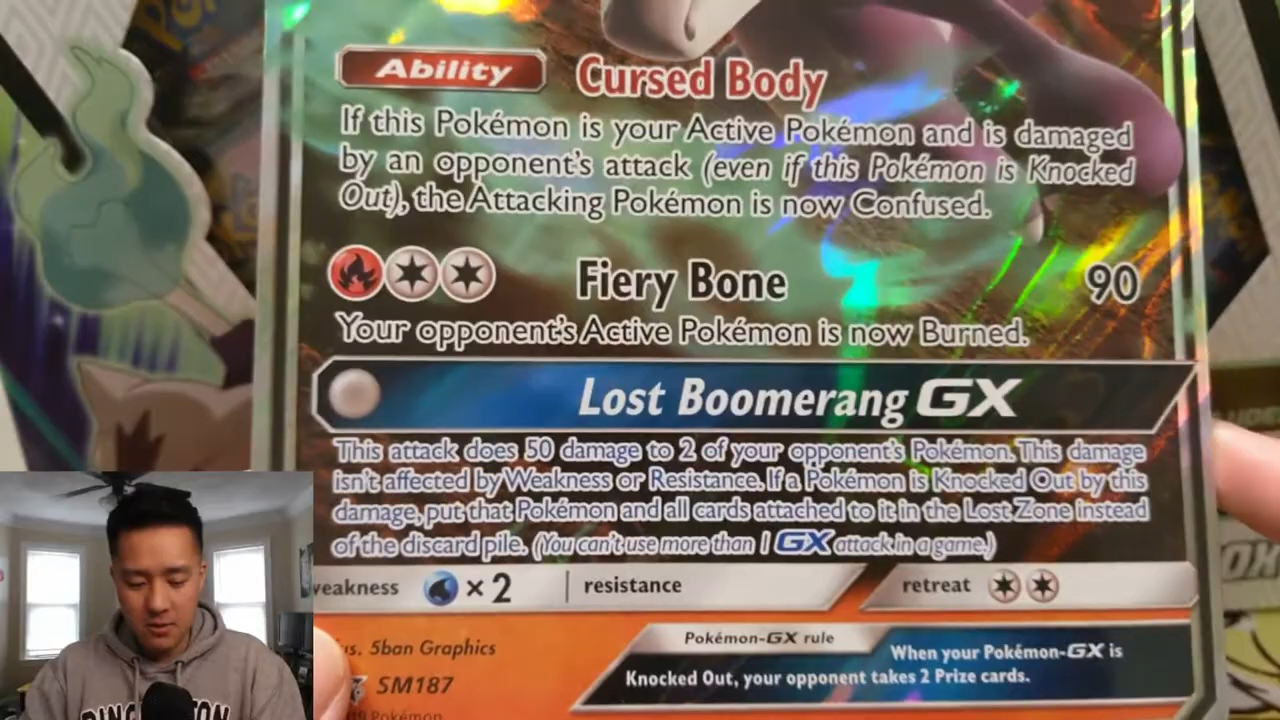 Ability Cursed Body
If this Pokémon is your Active Pokémon and is damaged
by an opponent's attack (even if this Pokémon is Knocked
Out), the Attacking Pokémon is now Confused.
Fiery Bone 90
Your opponent's Active Pokémon is now Burned.
Lost Boomerang GX
This attack does 50 damage to 2 of your opponent's Pokémon. This damage
isn't affected by Weakness or Resistance. If a Pokémon is Knocked Out by this
damage, put that Pokémon and all cards attached to it in the Lost Zone instead
of the discard pile. (You can't use more than 1 GX attack in a game.)
weakness ×2 resistance retreat
Pokémon-GX rule
When your Pokémon-GX is
Knocked Out, your opponent takes 2 Prize cards.
us. 5ban Graphics
SM187
Pokémon